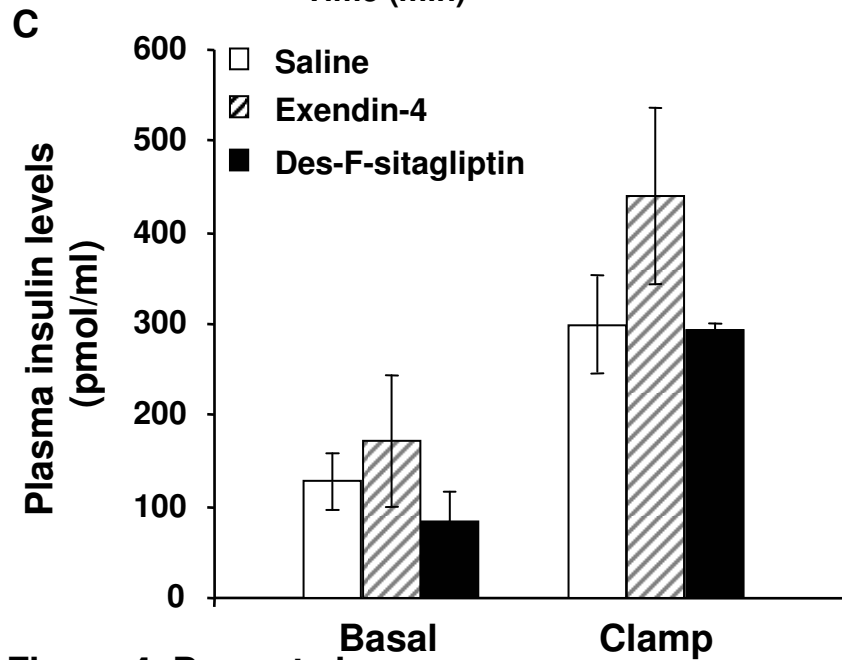 C
600
500
400
300
200
100
0
Plasma insulin levels
(pmol/ml)
Saline
Exendin-4
Des-F-sitagliptin
Basal Clamp